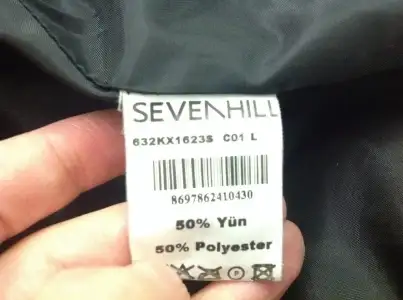 SEVENHILL
632KX1623S C01 L
8697862410430
50% Yün
50% Polyester